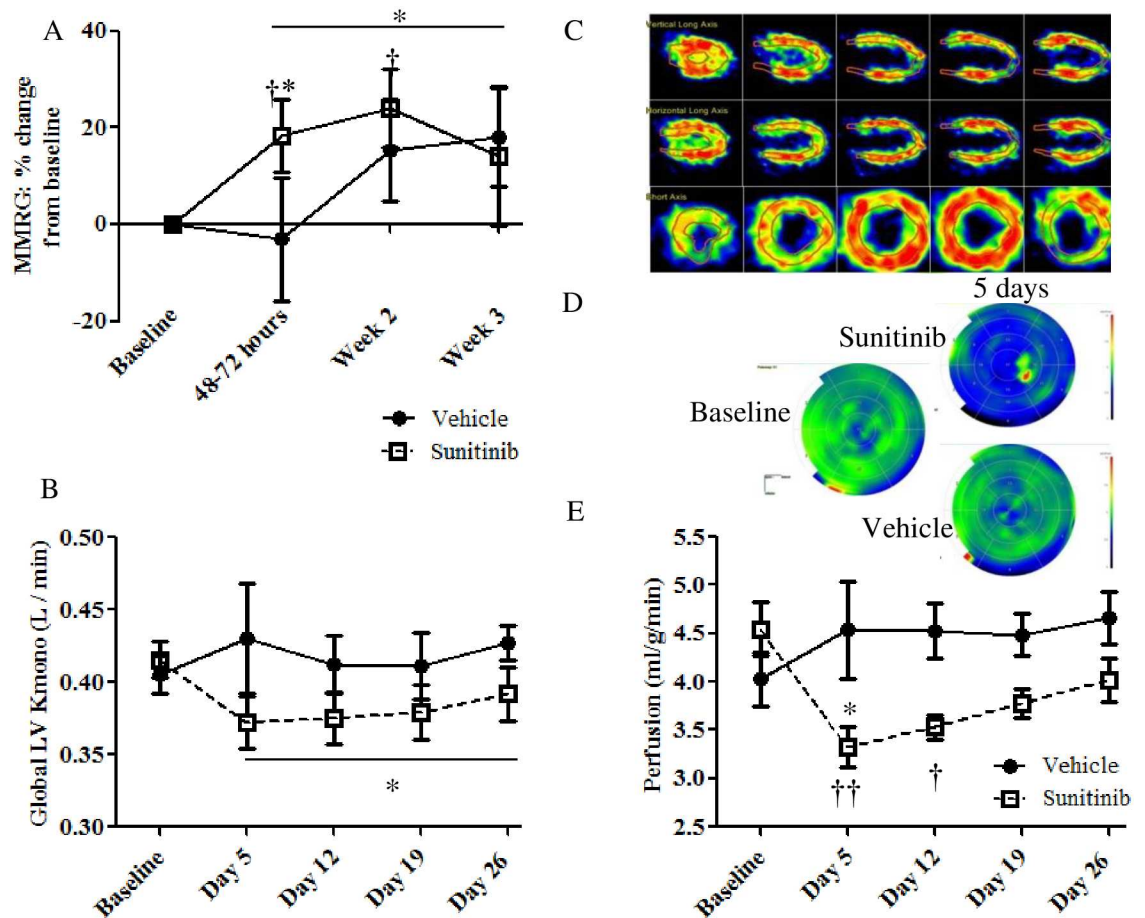 A
MMRG: % change
from baseline
40
20
0
-20
*
†*
†
Baseline
48-72 hours
Week 2
Week 3
Vehicle
Sunitinib
B
Global LV Kmono (L / min)
0.50
0.45
0.40
0.35
0.30
*
Baseline
Day 5
Day 12
Day 19
Day 26
C
Vertical Long Axis
Horizontal Long Axis
Short Axis
D
5 days
Sunitinib
Baseline
Vehicle
E
Perfusion (ml/g/min)
5.5
5.0
4.5
4.0
3.5
3.0
2.5
*
††
†
Vehicle
Sunitinib
Baseline
Day 5
Day 12
Day 19
Day 26